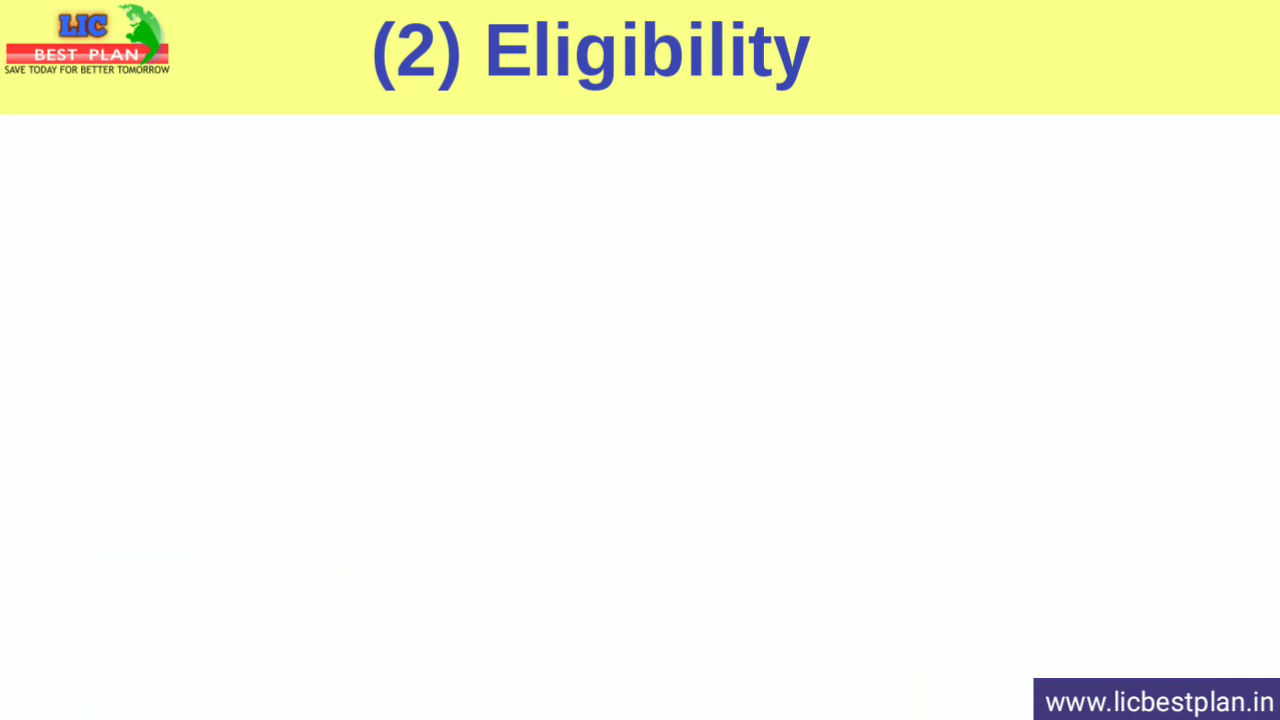 LIC
BEST PLAN
SAVE TODAY FOR BETTER TOMORROW
(2) Eligibility
www.licbestplan.in